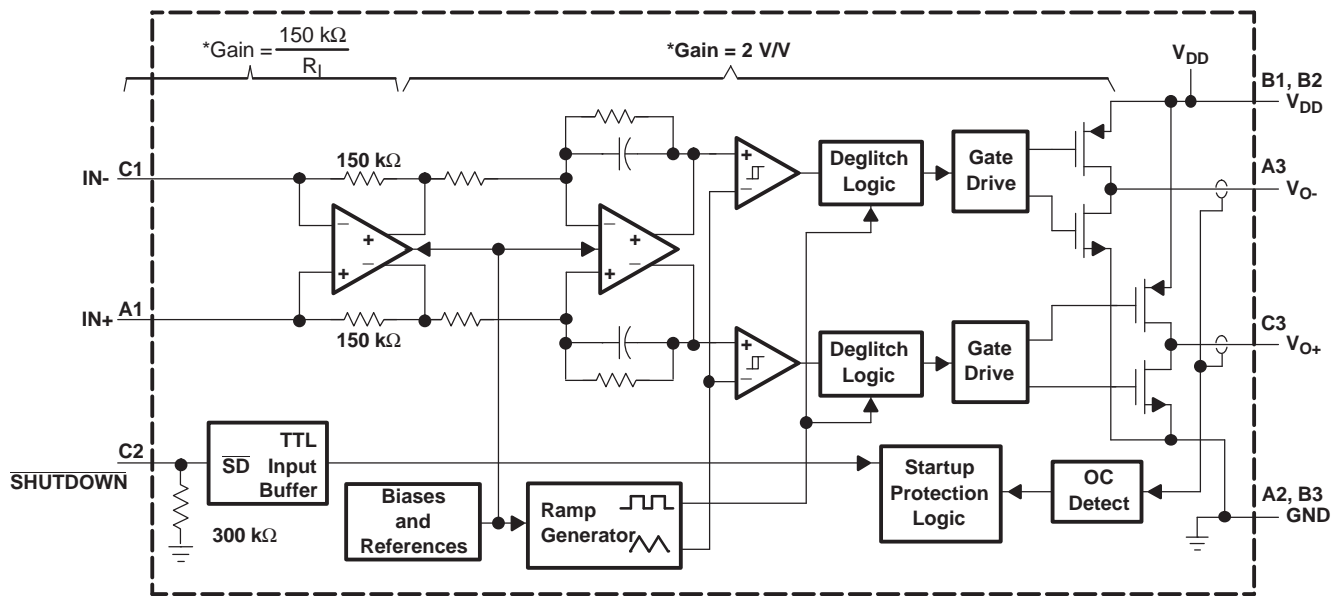 *Gain = 150 kΩ
R_I
*Gain = 2 V/V
V_DD
B1, B2
V_DD
150 kΩ
IN- C1
+
−
Deglitch
Logic
Gate
Drive
A3
V_O-
−
+
−
+
−
+
−
+
IN+ A1
150 kΩ
+
−
Deglitch
Logic
Gate
Drive
C3
V_O+
C2
SHUTDOWN
SD
TTL
Input
Buffer
300 kΩ
Biases
and
References
Ramp
Generator
Startup
Protection
Logic
OC
Detect
A2, B3
GND